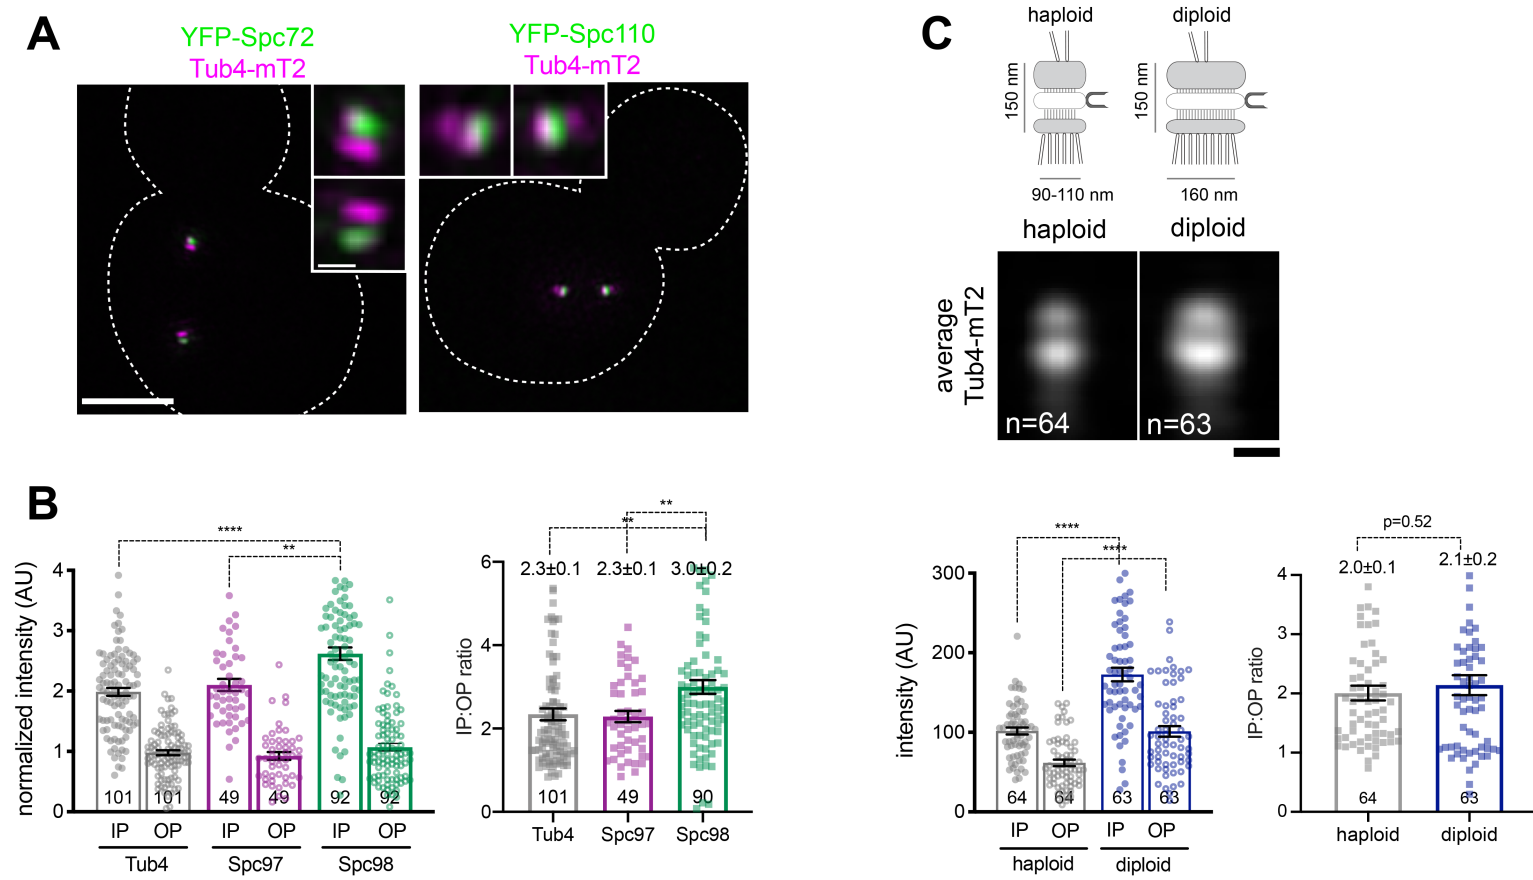 A
YFP-Spc72
Tub4-mT2
YFP-Spc110
Tub4-mT2
C
haploid
diploid
150 nm
150 nm
90-110 nm
160 nm
haploid
diploid
average
Tub4-mT2
n=64
n=63
B
normalized intensity (AU)
4
3
2
1
0
****
**
101
101
49
49
92
92
IP
OP
IP
OP
IP
OP
Tub4
Spc97
Spc98
IP:OP ratio
6
4
2
0
**
**
2.3±0.1
2.3±0.1
3.0±0.2
101
49
90
Tub4
Spc97
Spc98
intensity (AU)
300
200
100
0
****
****
64
64
63
63
IP
OP
IP
OP
haploid
diploid
IP:OP ratio
4
3
2
1
0
p=0.52
2.0±0.1
2.1±0.2
64
63
haploid
diploid